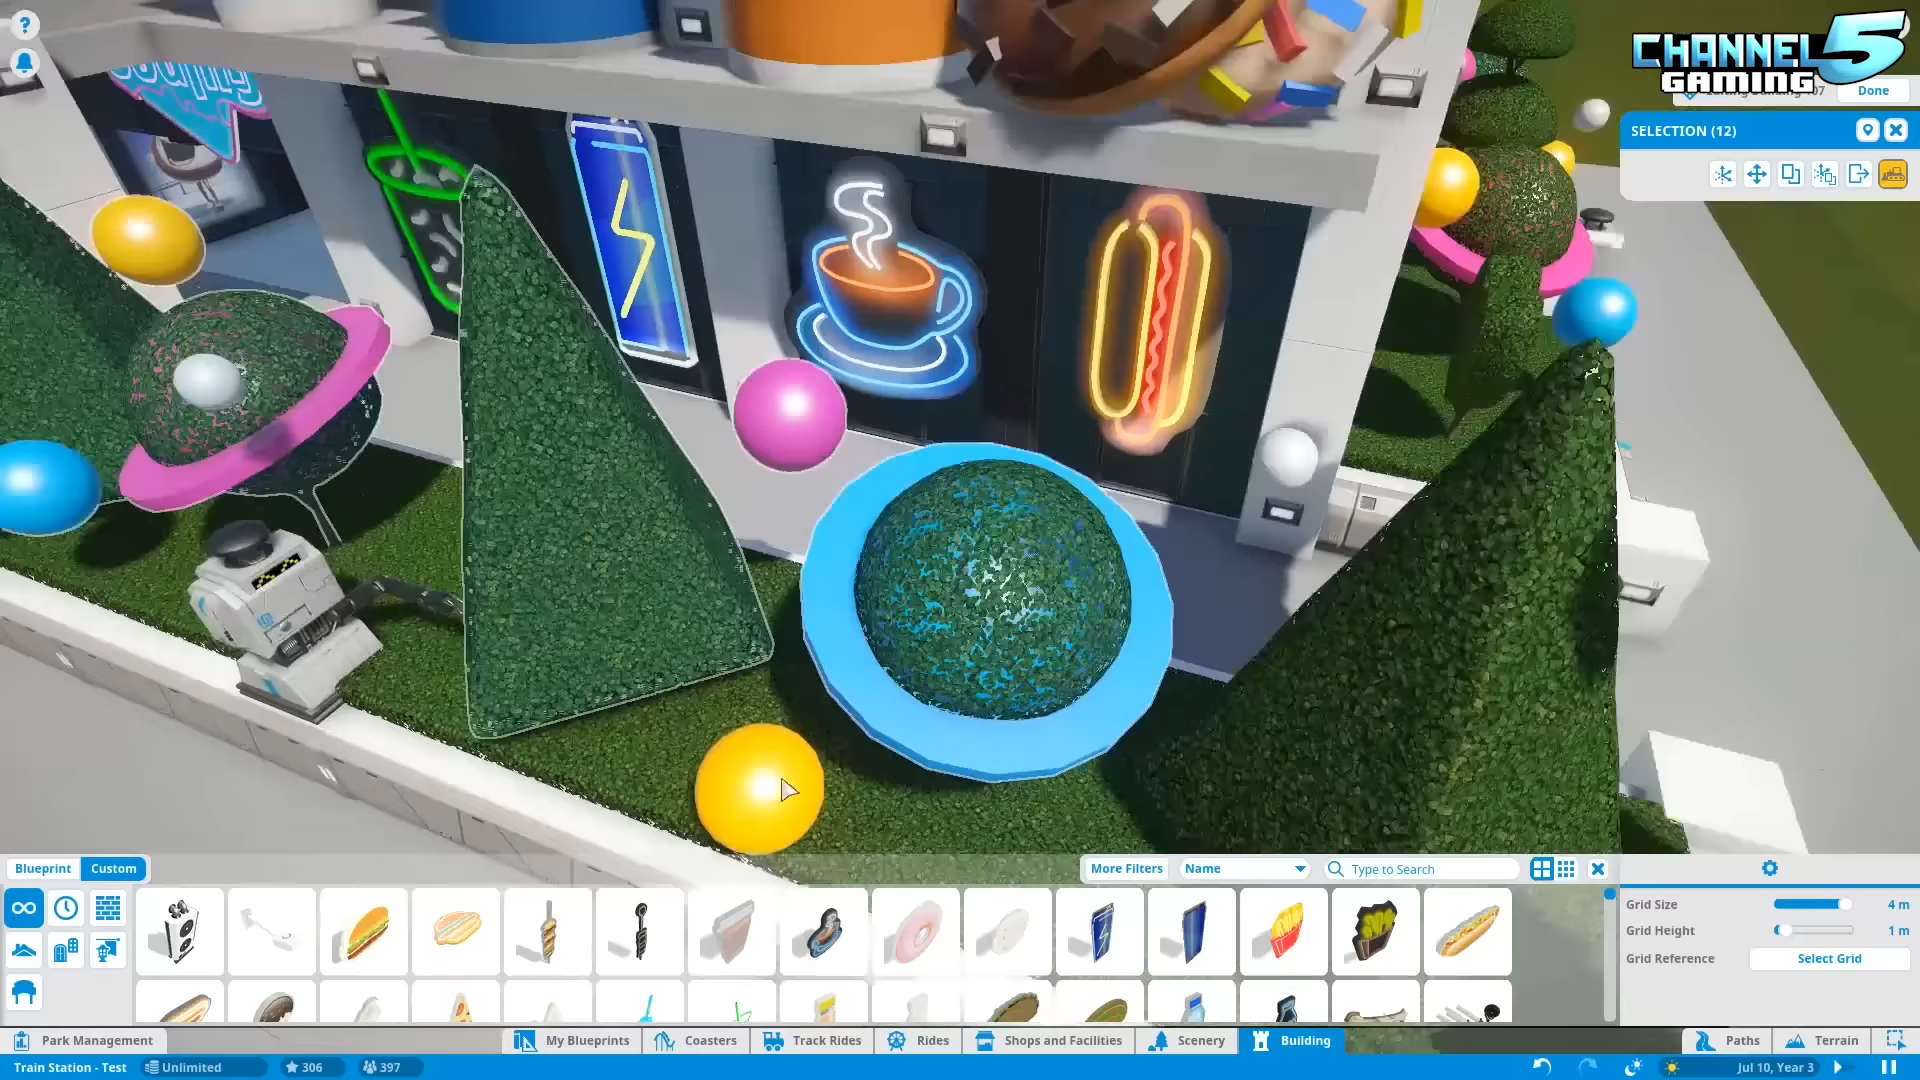 ?
CHANNEL 5
GAMING
Done
SELECTION (12)
Blueprint
Custom
More Filters
Name
Type to Search
Grid Size
4 m
Grid Height
1 m
Grid Reference
Select Grid
Park Management
My Blueprints
Coasters
Track Rides
Rides
Shops and Facilities
Scenery
Building
Paths
Terrain
Train Station - Test
Unlimited
306
397
Jul 10, Year 3